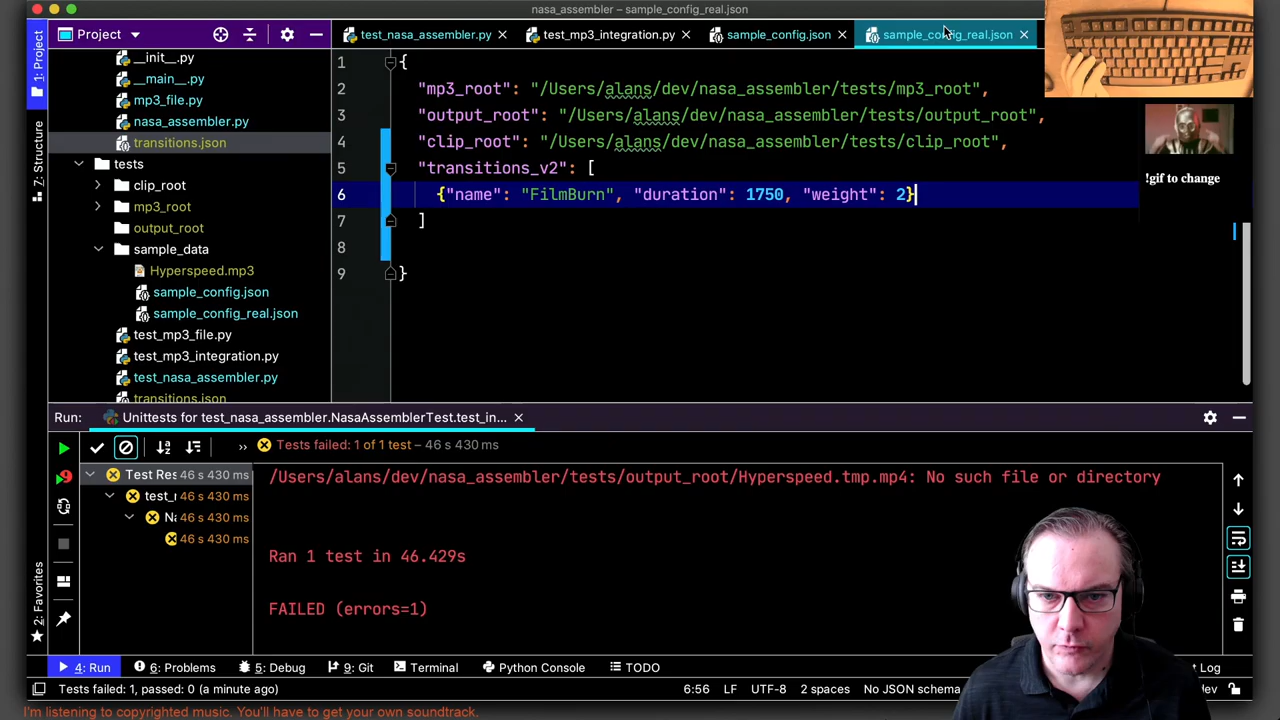 nasa_assembler – sample_config_real.json
Project
test_nasa_assembler.py
test_mp3_integration.py
sample_config.json
sample_config_real.json
1: Project
7: Structure
2: Favorites
__init__.py
__main__.py
mp3_file.py
nasa_assembler.py
transitions.json
tests
clip_root
mp3_root
output_root
sample_data
Hyperspeed.mp3
sample_config.json
sample_config_real.json
test_mp3_file.py
test_mp3_integration.py
test_nasa_assembler.py
transitions.json
1 {
2 "mp3_root": "/Users/alans/dev/nasa_assembler/tests/mp3_root",
3 "output_root": "/Users/alans/dev/nasa_assembler/tests/output_root",
4 "clip_root": "/Users/alans/dev/nasa_assembler/tests/clip_root",
5 "transitions_v2": [
6 {"name": "FilmBurn", "duration": 1750, "weight": 2}
7 ]
8
9 }
!gif to change
Run: Unittests for test_nasa_assembler.NasaAssemblerTest.test_in...
Tests failed: 1 of 1 test – 46 s 430 ms
Test Res 46 s 430 ms
test_r 46 s 430 ms
Na 46 s 430 ms
46 s 430 ms
/Users/alans/dev/nasa_assembler/tests/output_root/Hyperspeed.tmp.mp4: No such file or directory
Ran 1 test in 46.429s
FAILED (errors=1)
4: Run
6: Problems
5: Debug
9: Git
Terminal
Python Console
TODO
Log
Tests failed: 1, passed: 0 (a minute ago)
6:56 LF UTF-8 2 spaces No JSON schema
dev
I'm listening to copyrighted music. You'll have to get your own soundtrack.